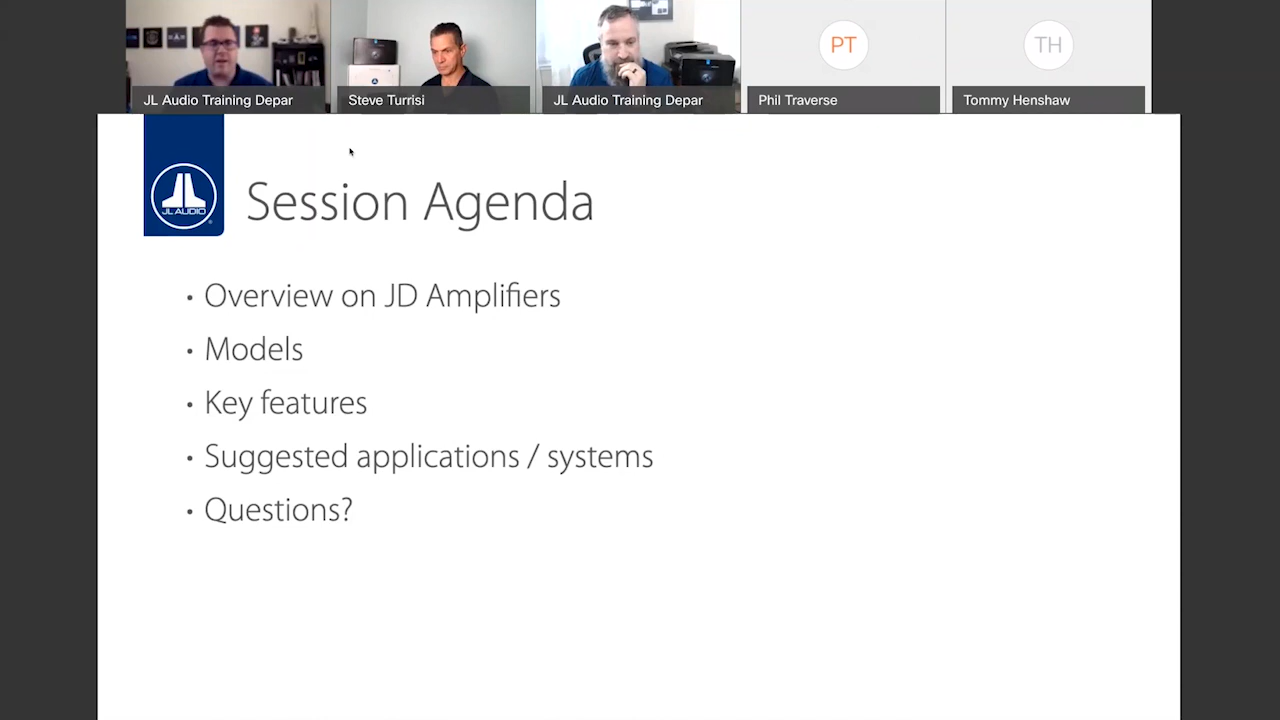 JL Audio Training Depar
Steve Turrisi
JL Audio Training Depar
PT
Phil Traverse
TH
Tommy Henshaw
JL AUDIO
Session Agenda
• Overview on JD Amplifiers
• Models
• Key features
• Suggested applications / systems
• Questions?